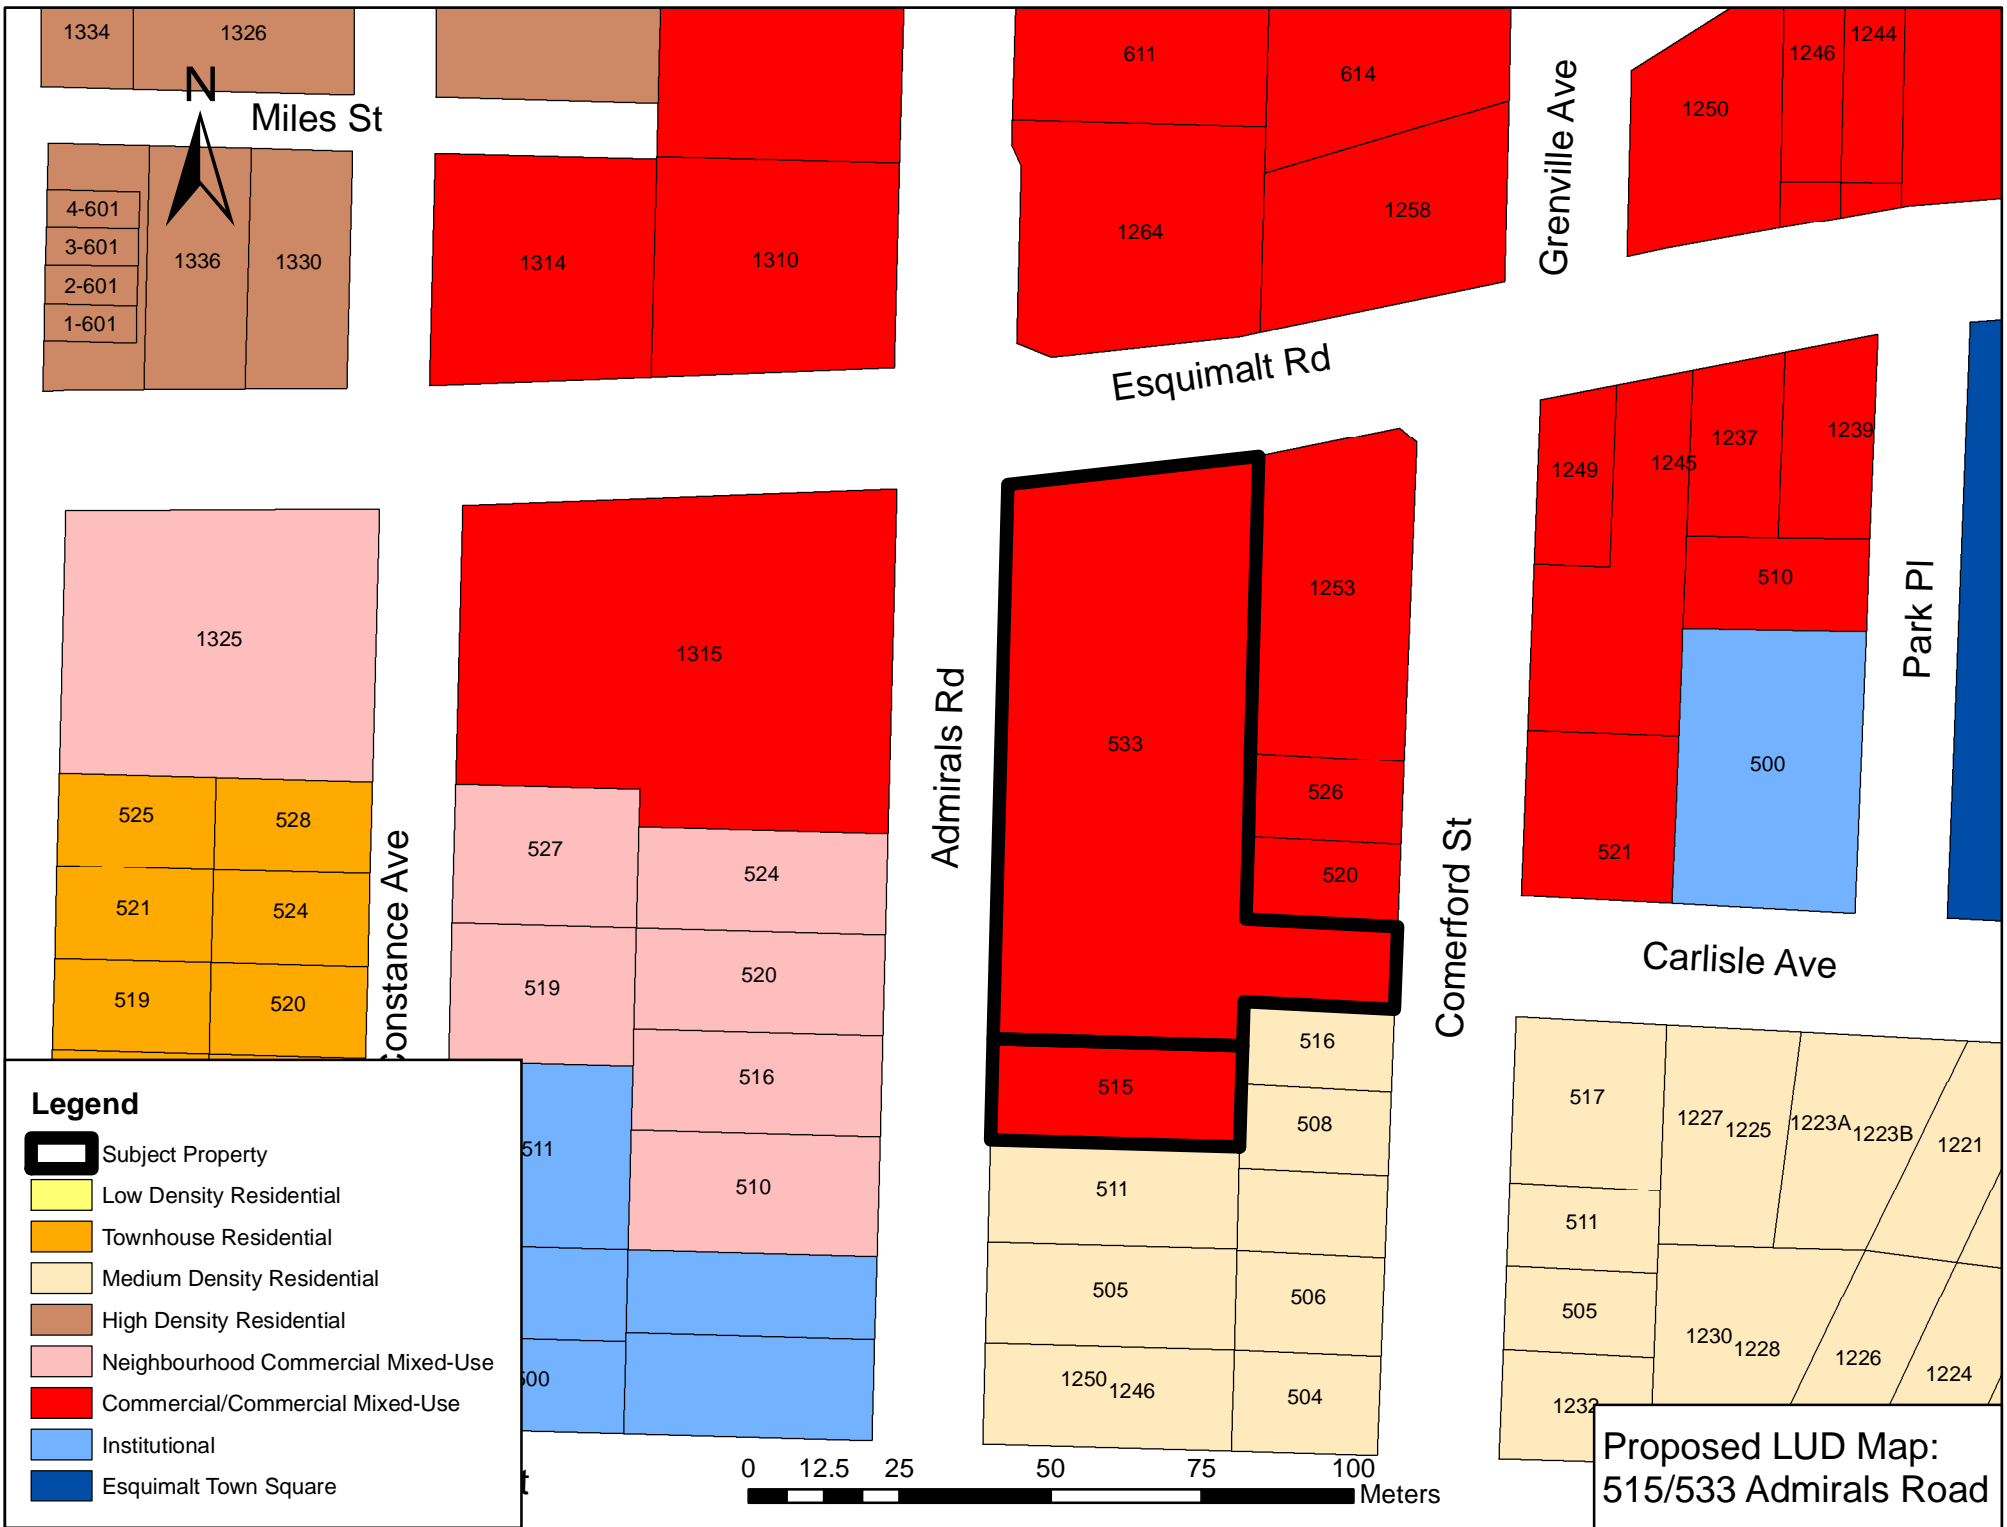 1334
1326
611
614
1246
1244
1250
N
Miles St
Grenville Ave
4-601
3-601
2-601
1-601
1336
1330
1314
1310
1264
1258
Esquimalt Rd
1249
1245
1237
1239
510
1253
533
526
520
521
500
Park Pl
1325
1315
Admirals Rd
Comerford St
Carlisle Ave
525
528
521
524
519
520
527
524
519
520
516
510
511
515
516
508
511
505
506
1250
1246
504
517
1227
1225
1223A
1223B
1221
511
505
1230
1228
1226
1224
1232
Legend
Subject Property
Low Density Residential
Townhouse Residential
Medium Density Residential
High Density Residential
Neighbourhood Commercial Mixed-Use
Commercial/Commercial Mixed-Use
Institutional
Esquimalt Town Square
0 12.5 25 50 75 100
Meters
Proposed LUD Map:
515/533 Admirals Road